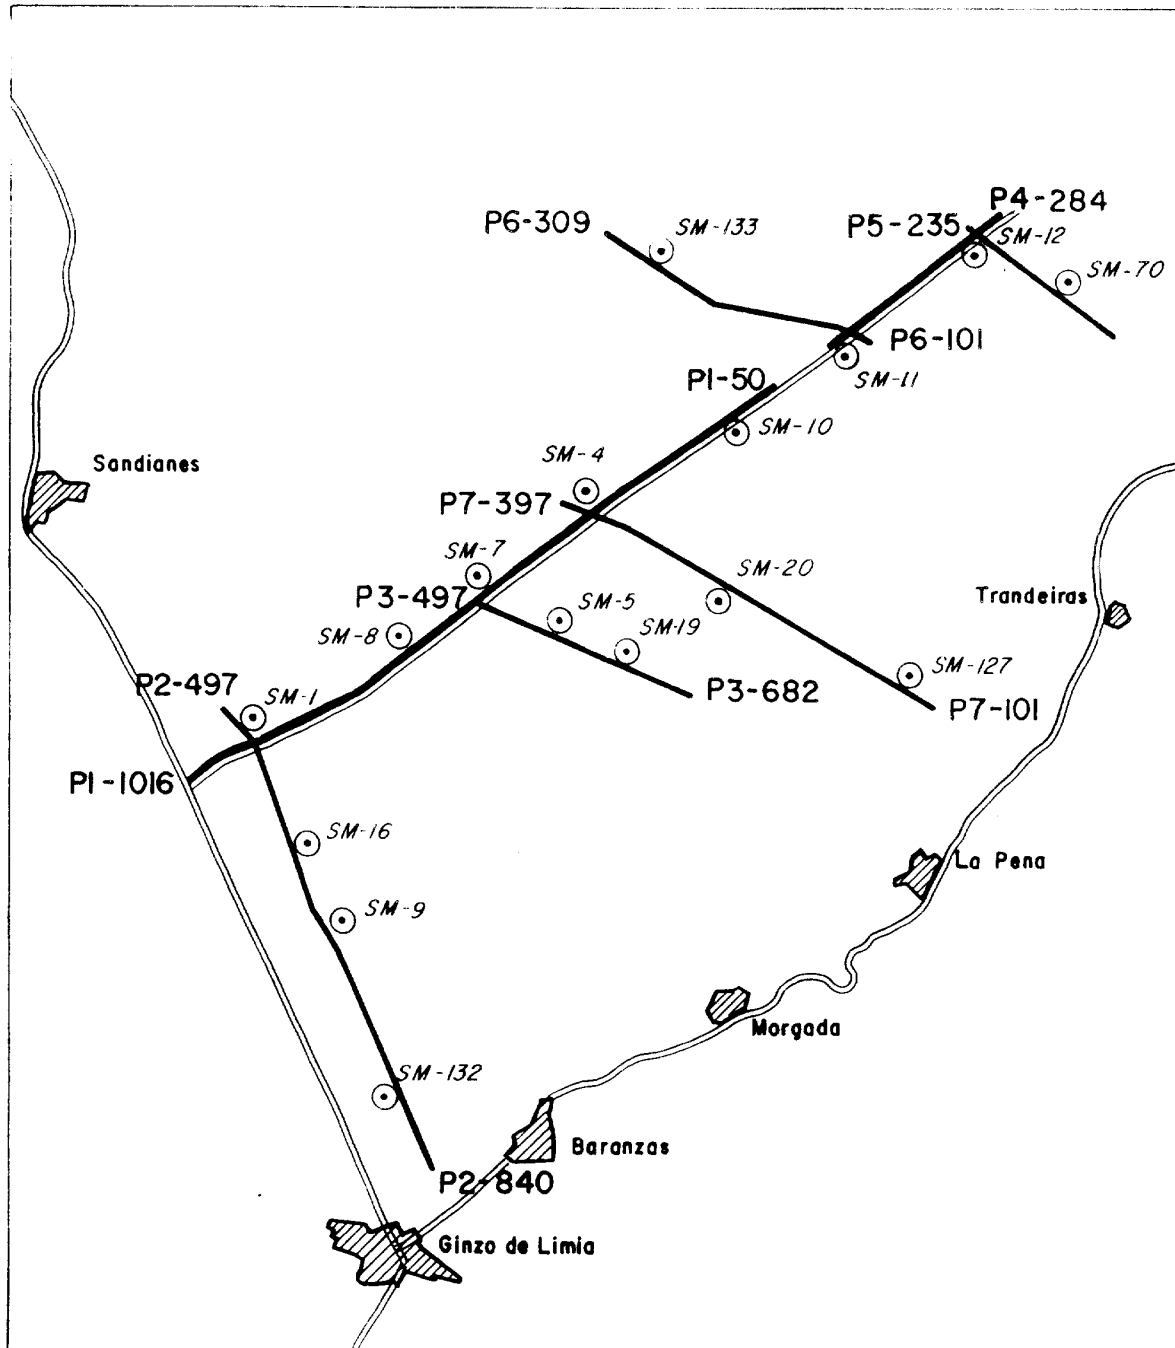 P4-284
P6-309
SM-133
P5-235
SM-12
SM-70
P6-101
SM-11
P1-50
SM-10
Sandianes
SM-4
P7-397
SM-7
SM-20
P3-497
SM-5
Trandeiras
SM-8
SM-19
SM-127
P2-497
SM-1
P3-682
P7-101
P1-1016
SM-16
La Pena
SM-9
Morgada
SM-132
Baranzas
P2-840
Ginzo de Limia